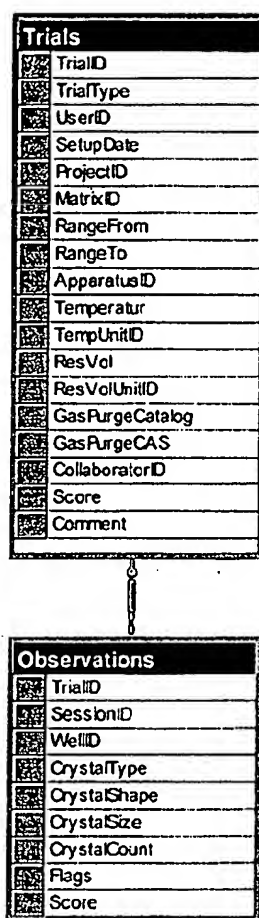 Trials
TrialID
TrialType
UserID
SetupDate
ProjectID
MatrixID
RangeFrom
RangeTo
ApparatusID
Temperatur
TempUnitID
ResVol
ResVolUnitID
GasPurgeCatalog
GasPurgeCAS
CollaboratorID
Score
Comment
Observations
TrialID
SessionID
WellID
CrystalType
CrystalShape
CrystalSize
CrystalCount
Flags
Score